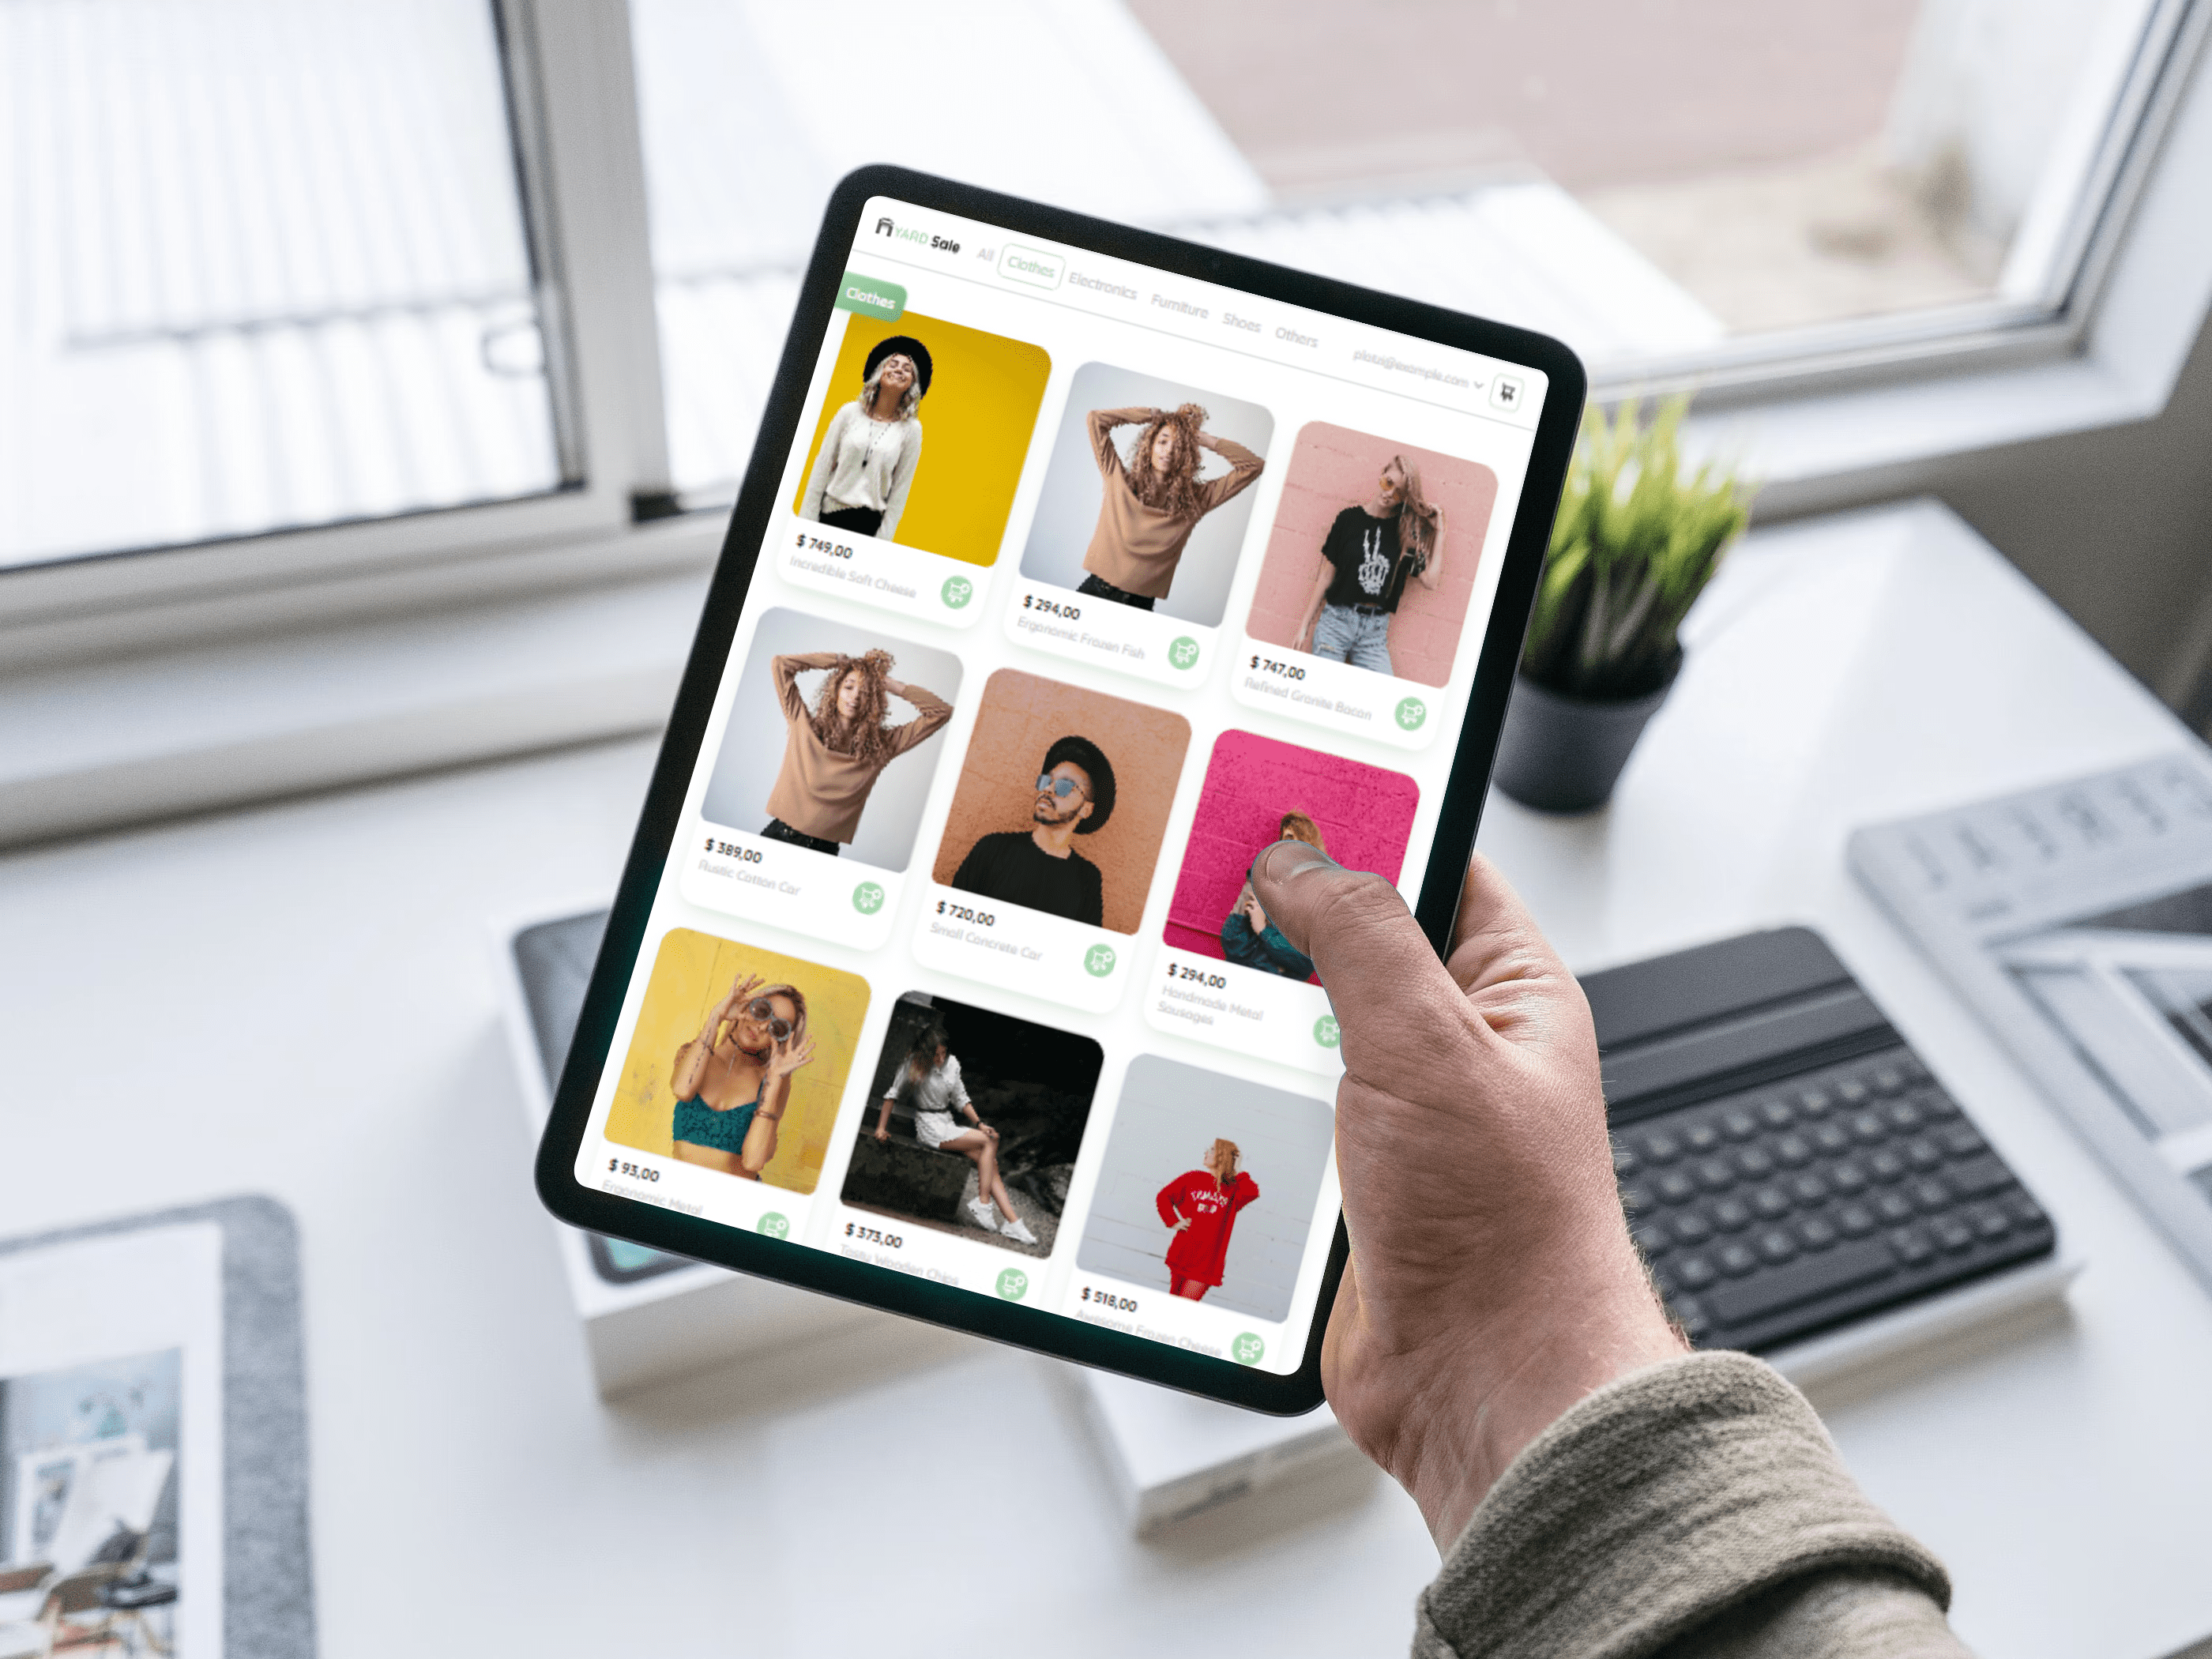 YARD Sale
All
Clothes
Electronics
Furniture
Shoes
Others
platzi@example.com
Clothes
$ 749,00
Incredible Soft Cheese
$ 294,00
Ergonomic Frozen Fish
$ 747,00
Refined Granite Bacon
$ 389,00
Rustic Cotton Car
$ 720,00
Small Concrete Car
$ 294,00
Handmade Metal
Sausages
$ 93,00
Ergonomic Metal
$ 373,00
Tasty Wooden Chips
$ 518,00
Awesome Frozen Cheese